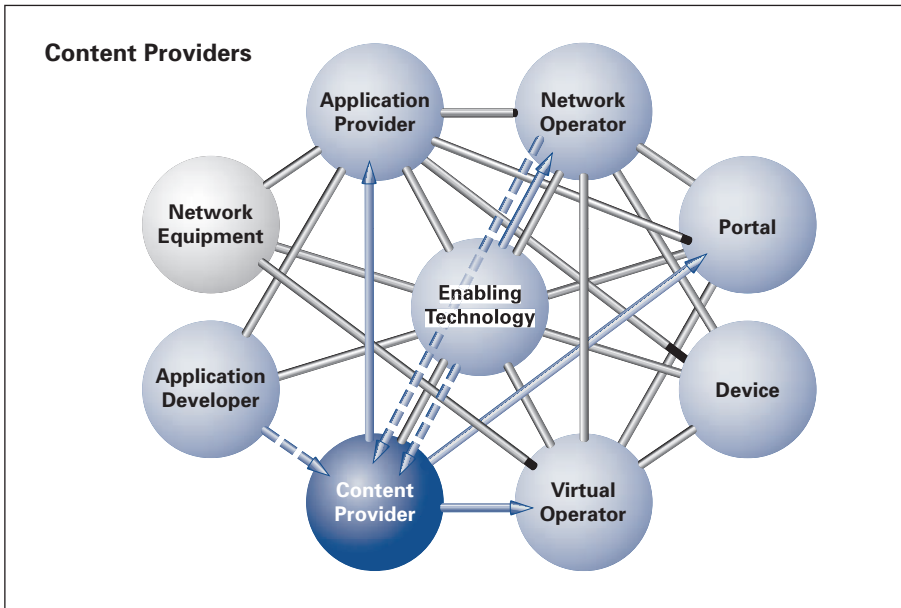 Content Providers
Application
Provider
Network
Operator
Network
Equipment
Portal
Enabling
Technology
Application
Developer
Device
Content
Provider
Virtual
Operator